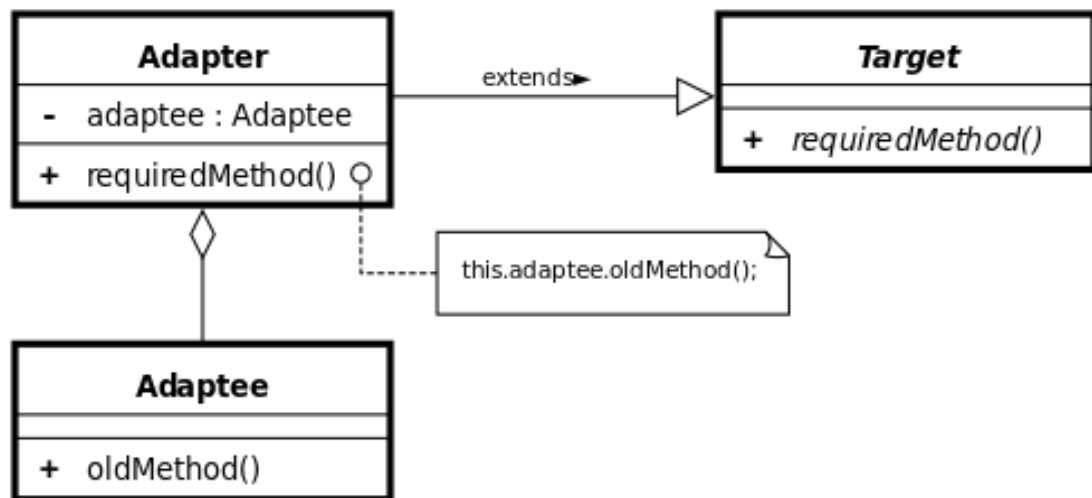 Adapter
- adaptee : Adaptee
+ requiredMethod()
extends►
Target
+ requiredMethod()
this.adaptee.oldMethod();
Adaptee
+ oldMethod()